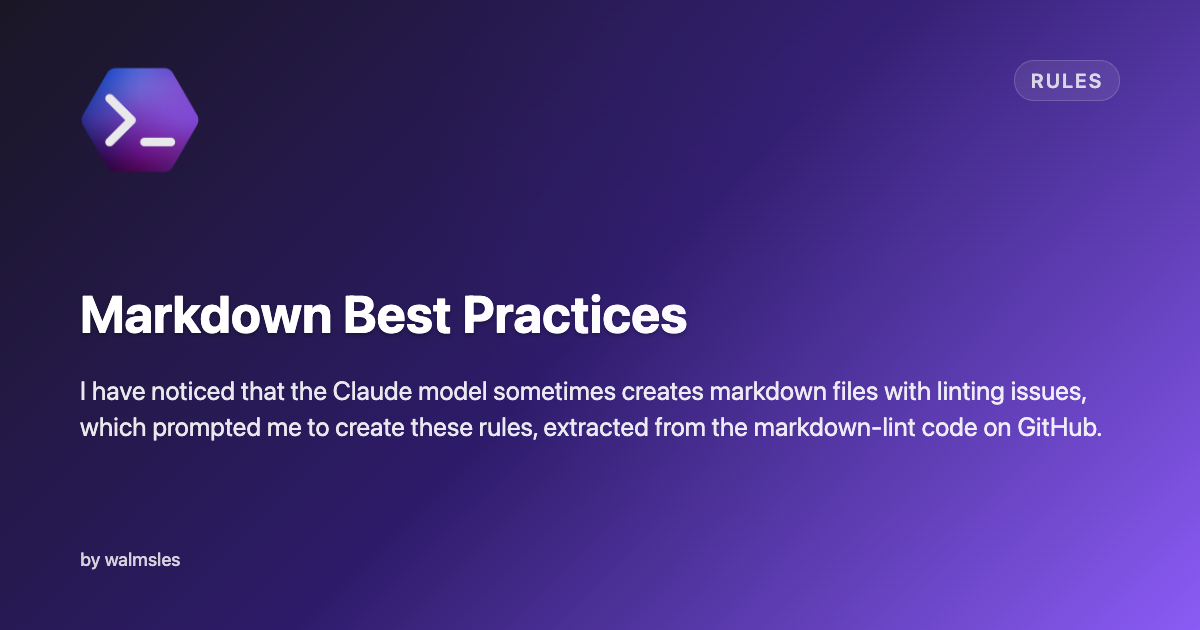 RULES
Markdown Best Practices
I have noticed that the Claude model sometimes creates markdown files with linting issues,
which prompted me to create these rules, extracted from the markdown-lint code on GitHub.
by walmsles